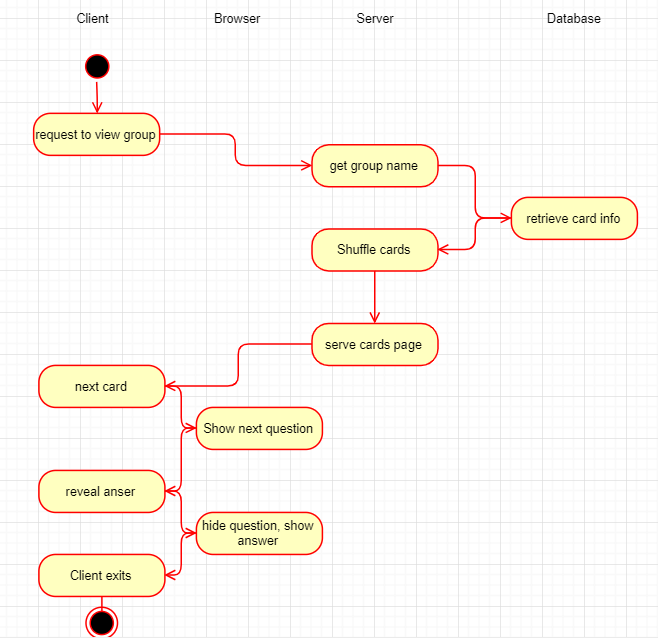 Client Browser Server Database
request to view group
get group name
retrieve card info
Shuffle cards
serve cards page
next card
Show next question
reveal anser
hide question, show
answer
Client exits